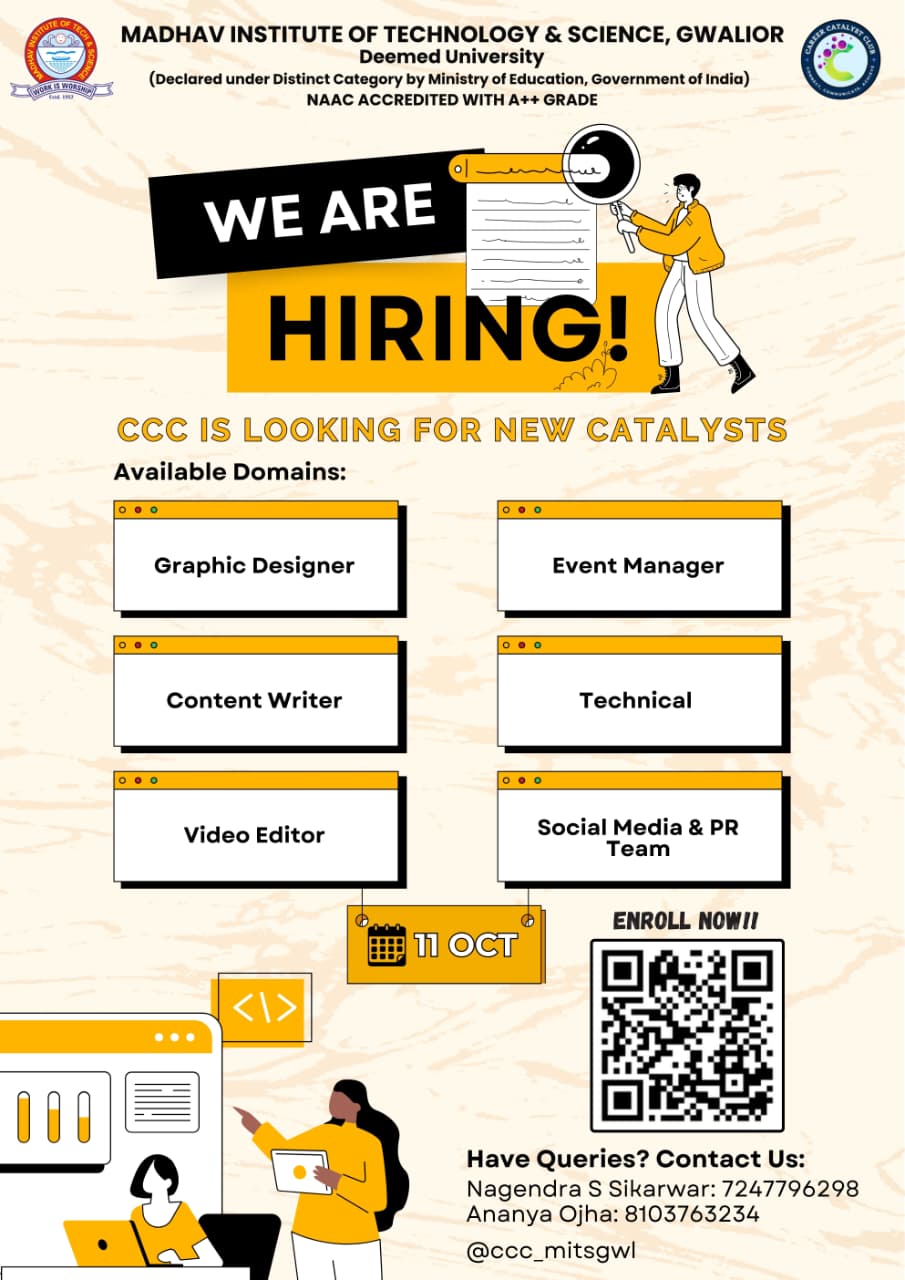 MADHAV INSTITUTE OF TECHNOLOGY & SCIENCE, GWALIOR
Deemed University
(Declared under Distinct Category by Ministry of Education, Government of India)
NAAC ACCREDITED WITH A++ GRADE
MADHAV INSTITUTE OF TECH & SCIENCE
WORK IS WORSHIP
Estd. 1957
CAREER CATALYST CLUB
WE ARE
HIRING!
CCC IS LOOKING FOR NEW CATALYSTS
Available Domains:
Graphic Designer
Event Manager
Content Writer
Technical
Video Editor
Social Media & PR
Team
11 OCT
ENROLL NOW!!
<\>
Have Queries? Contact Us:
Nagendra S Sikarwar: 7247796298
Ananya Ojha: 8103763234
@ccc_mitsgwl